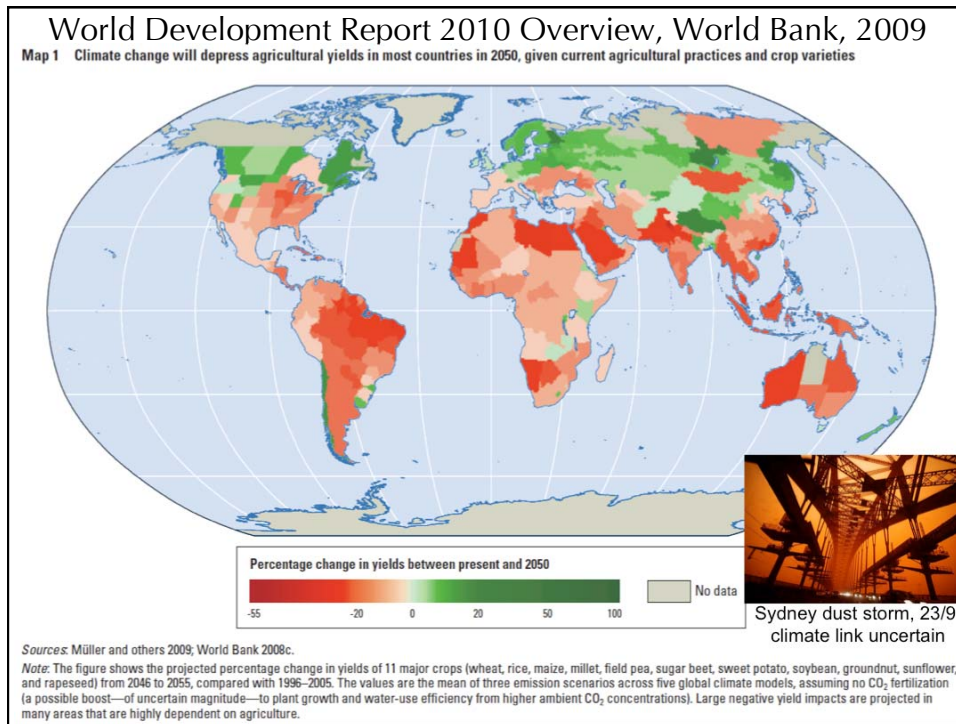 World Development Report 2010 Overview, World Bank, 2009
Map 1 Climate change will depress agricultural yields in most countries in 2050, given current agricultural practices and crop varieties
Percentage change in yields between present and 2050
-55 -20 0 20 50 100
No data
Sydney dust storm, 23/9
climate link uncertain
Sources: Müller and others 2009; World Bank 2008c.
Note: The figure shows the projected percentage change in yields of 11 major crops (wheat, rice, maize, millet, field pea, sugar beet, sweet potato, soybean, groundnut, sunflower,
and rapeseed) from 2046 to 2055, compared with 1996–2005. The values are the mean of three emission scenarios across five global climate models, assuming no CO₂ fertilization
(a possible boost—of uncertain magnitude—to plant growth and water-use efficiency from higher ambient CO₂ concentrations). Large negative yield impacts are projected in
many areas that are highly dependent on agriculture.